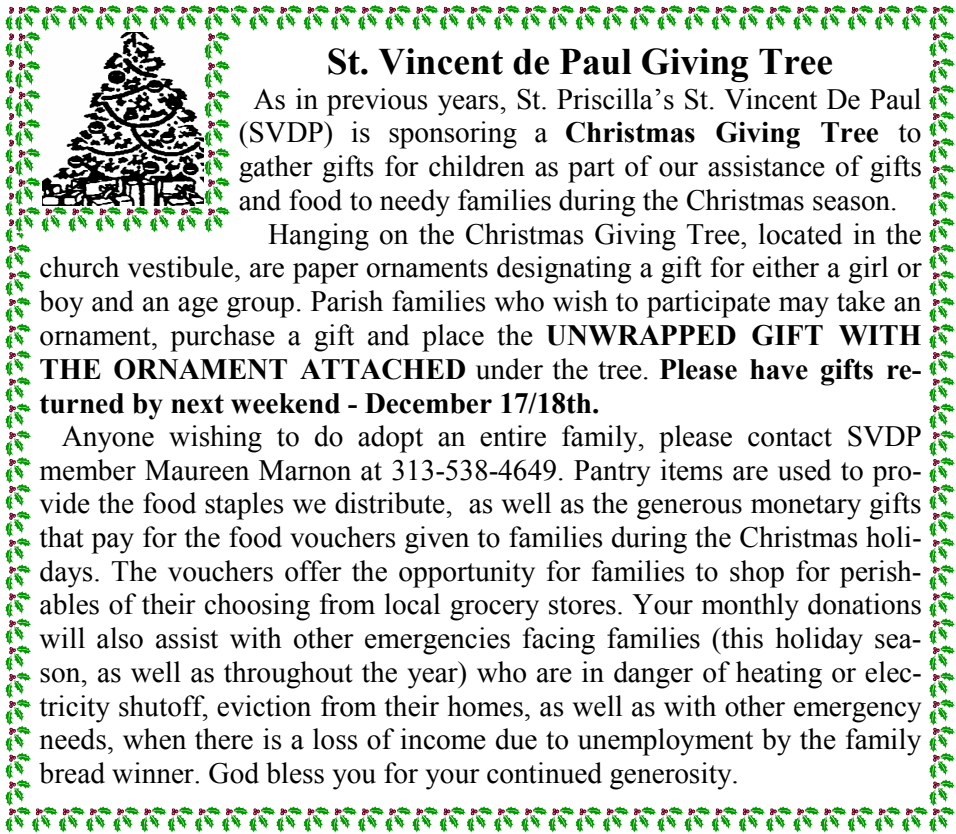 St. Vincent de Paul Giving Tree
As in previous years, St. Priscilla's St. Vincent De Paul
(SVDP) is sponsoring a Christmas Giving Tree to
gather gifts for children as part of our assistance of gifts
and food to needy families during the Christmas season.
Hanging on the Christmas Giving Tree, located in the
church vestibule, are paper ornaments designating a gift for either a girl or
boy and an age group. Parish families who wish to participate may take an
ornament, purchase a gift and place the UNWRAPPED GIFT WITH
THE ORNAMENT ATTACHED under the tree. Please have gifts re-
turned by next weekend - December 17/18th.
Anyone wishing to do adopt an entire family, please contact SVDP
member Maureen Marnon at 313-538-4649. Pantry items are used to pro-
vide the food staples we distribute,  as well as the generous monetary gifts
that pay for the food vouchers given to families during the Christmas holi-
days. The vouchers offer the opportunity for families to shop for perish-
ables of their choosing from local grocery stores. Your monthly donations
will also assist with other emergencies facing families (this holiday sea-
son, as well as throughout the year) who are in danger of heating or elec-
tricity shutoff, eviction from their homes, as well as with other emergency
needs, when there is a loss of income due to unemployment by the family
bread winner. God bless you for your continued generosity.